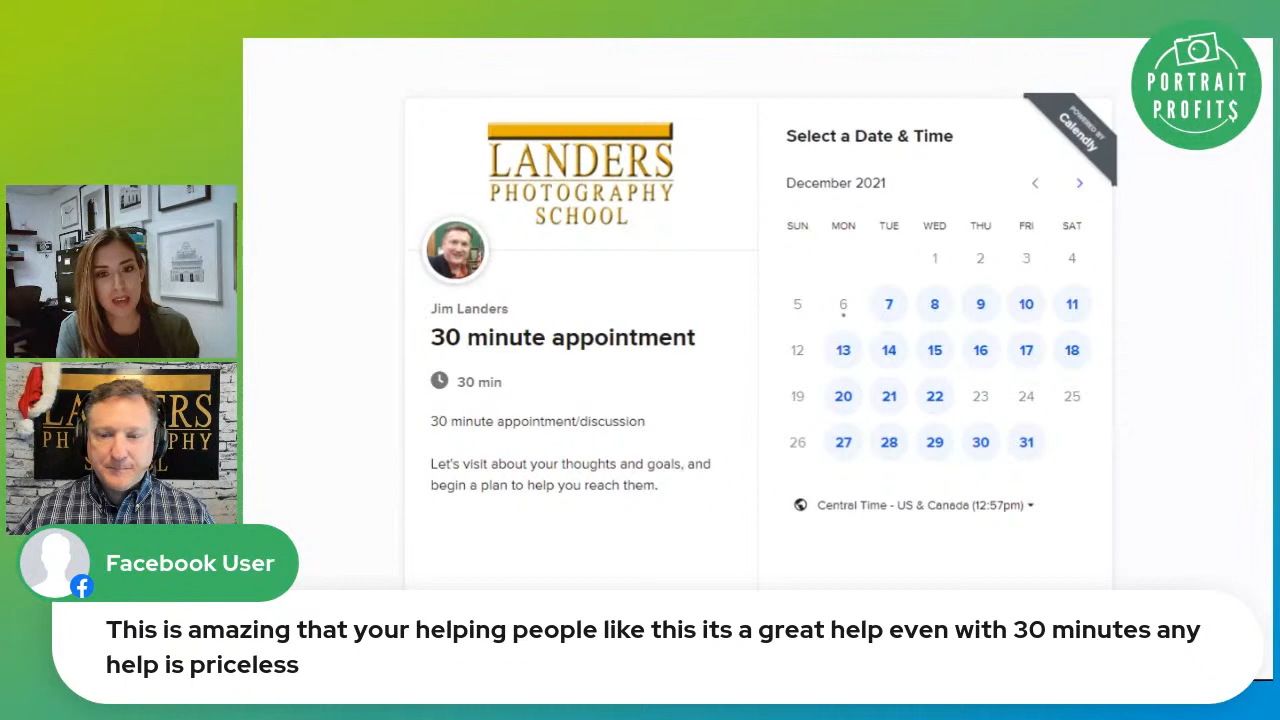 PORTRAIT
PROFIT$
POWERED BY
Calendly
LANDERS
PHOTOGRAPHY
SCHOOL
Jim Landers
30 minute appointment
30 min
30 minute appointment/discussion
Let's visit about your thoughts and goals, and
begin a plan to help you reach them.
Select a Date & Time
December 2021
SUN MON TUE WED THU FRI SAT
1 2 3 4
5 6 7 8 9 10 11
12 13 14 15 16 17 18
19 20 21 22 23 24 25
26 27 28 29 30 31
Central Time - US & Canada (12:57pm)
Facebook User
This is amazing that your helping people like this its a great help even with 30 minutes any
help is priceless